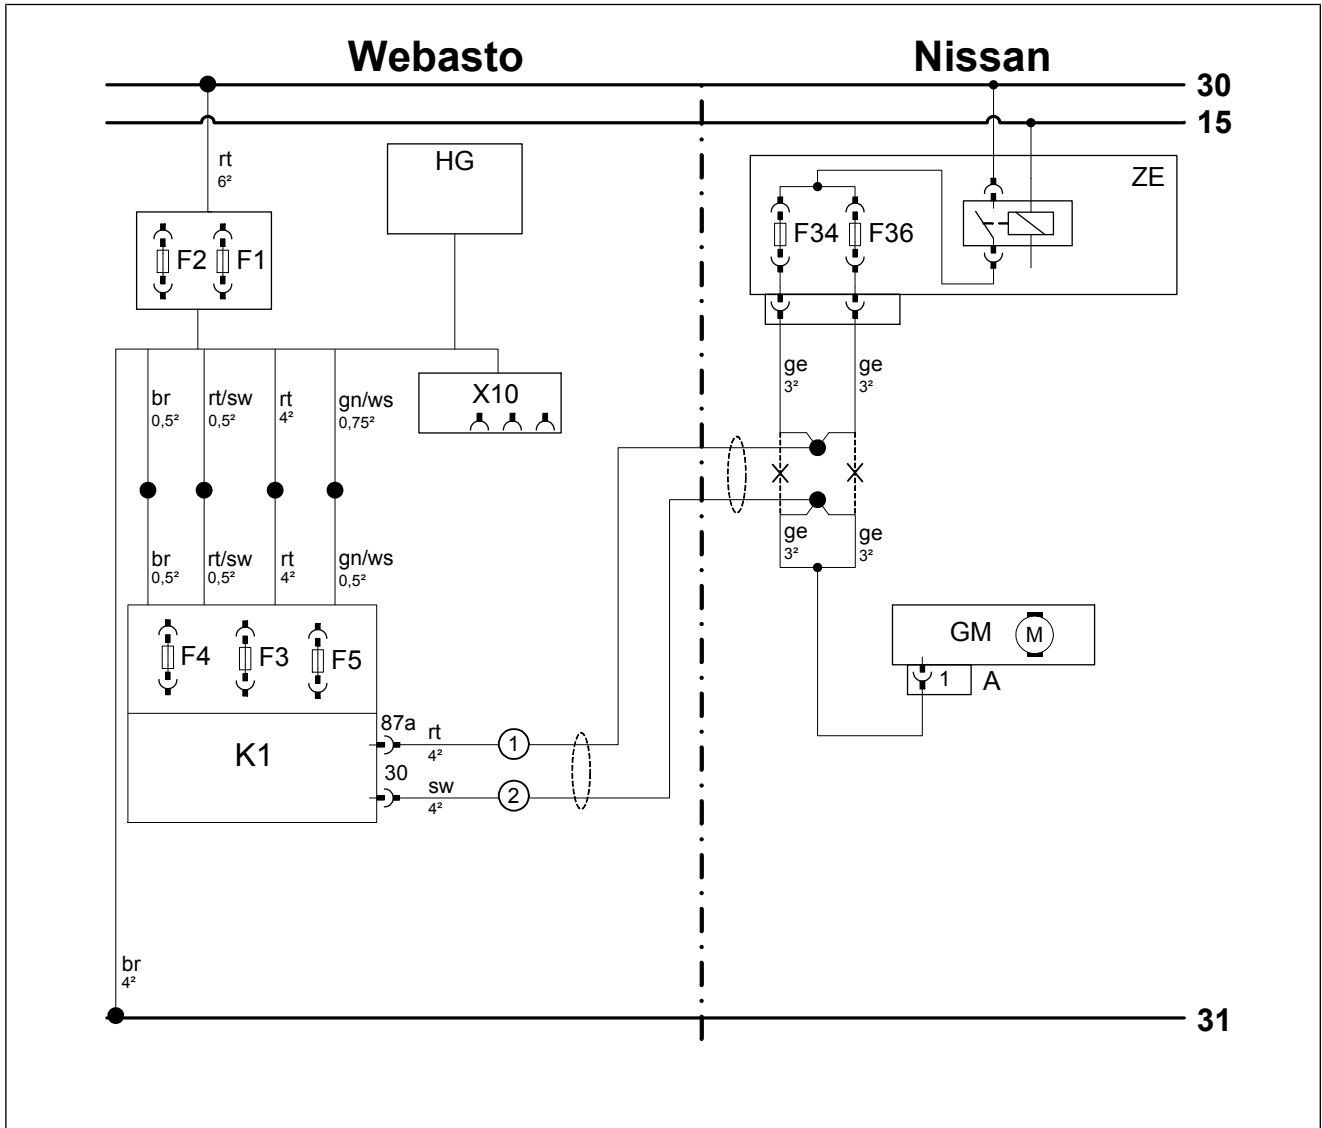 Webasto
Nissan
30
15
rt
6²
HG
ZE
F2
F1
F34
F36
br
0,5²
rt/sw
0,5²
rt
4²
gn/ws
0,75²
X10
ge
3²
ge
3²
br
0,5²
rt/sw
0,5²
rt
4²
gn/ws
0,5²
ge
3²
ge
3²
F4
F3
F5
GM
M
1
A
K1
87a
rt
4²
1
30
sw
4²
2
br
4²
31